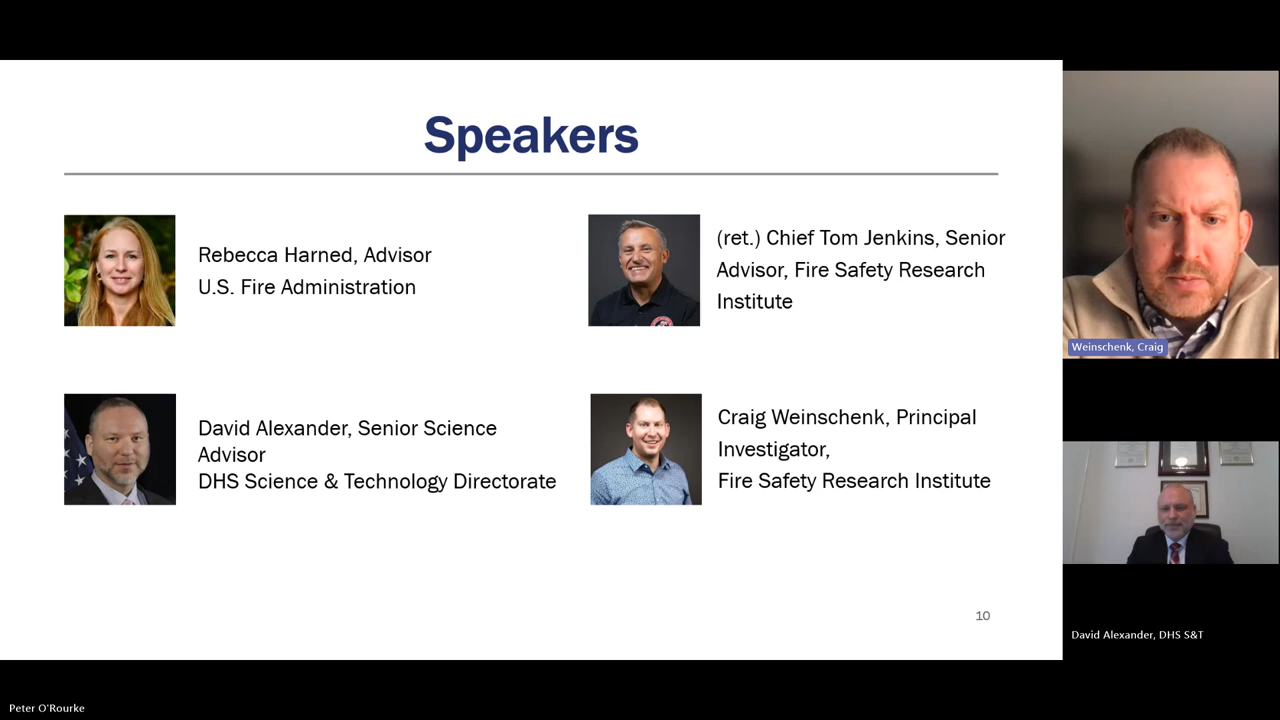 Speakers
Rebecca Harned, Advisor
U.S. Fire Administration
(ret.) Chief Tom Jenkins, Senior
Advisor, Fire Safety Research
Institute
David Alexander, Senior Science
Advisor
DHS Science & Technology Directorate
Craig Weinschenk, Principal
Investigator,
Fire Safety Research Institute
10
Weinschenk, Craig
David Alexander, DHS S&T
Peter O'Rourke